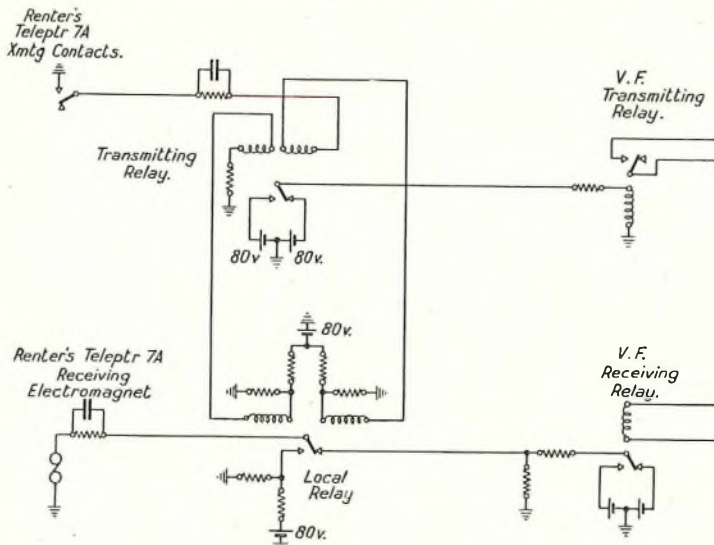 Renter's
Teleptr 7A
Xmtg Contacts.
V.F.
Transmitting
Relay.
Transmitting
Relay.
80v
80v.
80v.
Renter's Teleptr 7A
Receiving
Electromagnet
V.F.
Receiving
Relay.
Local
Relay
80v.